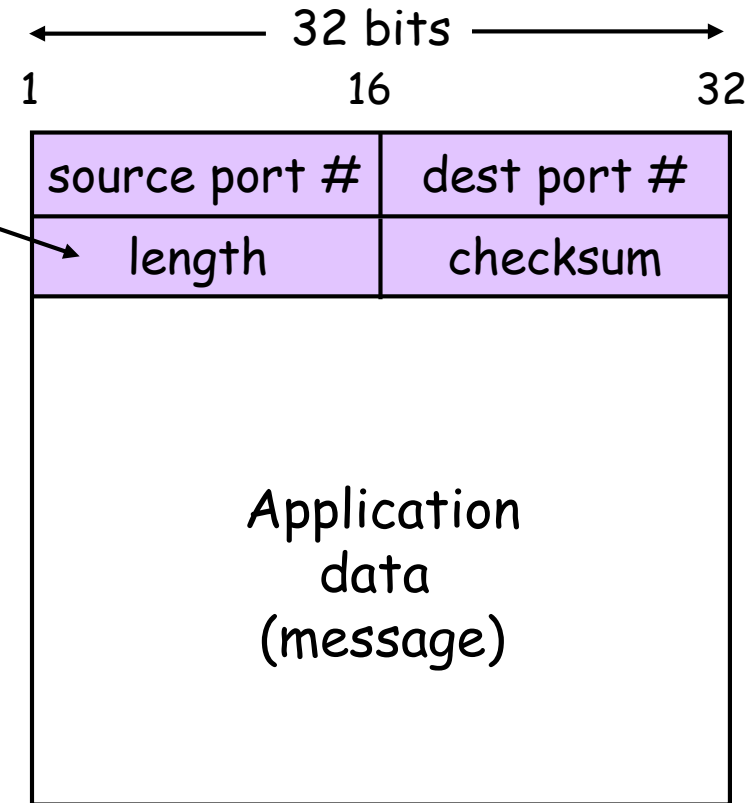 32 bits
1 16 32
source port # dest port #
length checksum
Application
data
(message)